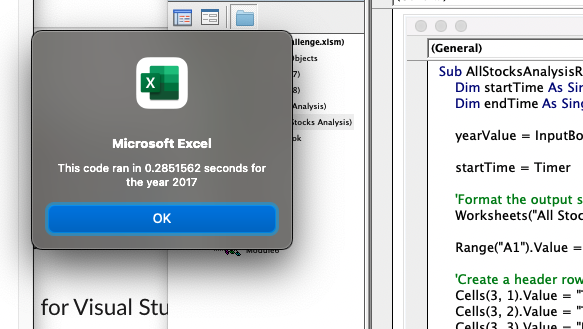 allenge.xlsm)
bjects
7)
8)
Analysis)
Stocks Analysis)
ok
Microsoft Excel
This code ran in 0.2851562 seconds for
the year 2017
OK
for Visual Stu
(General)
Sub AllStocksAnalysisR
Dim startTime As Sin
Dim endTime As Sing
yearValue = InputBo
startTime = Timer
'Format the output s
Worksheets("All Stoc
Range("A1").Value =
'Create a header row
Cells(3, 1).Value = "
Cells(3, 2).Value = "
Cells(3, 3).Value = "